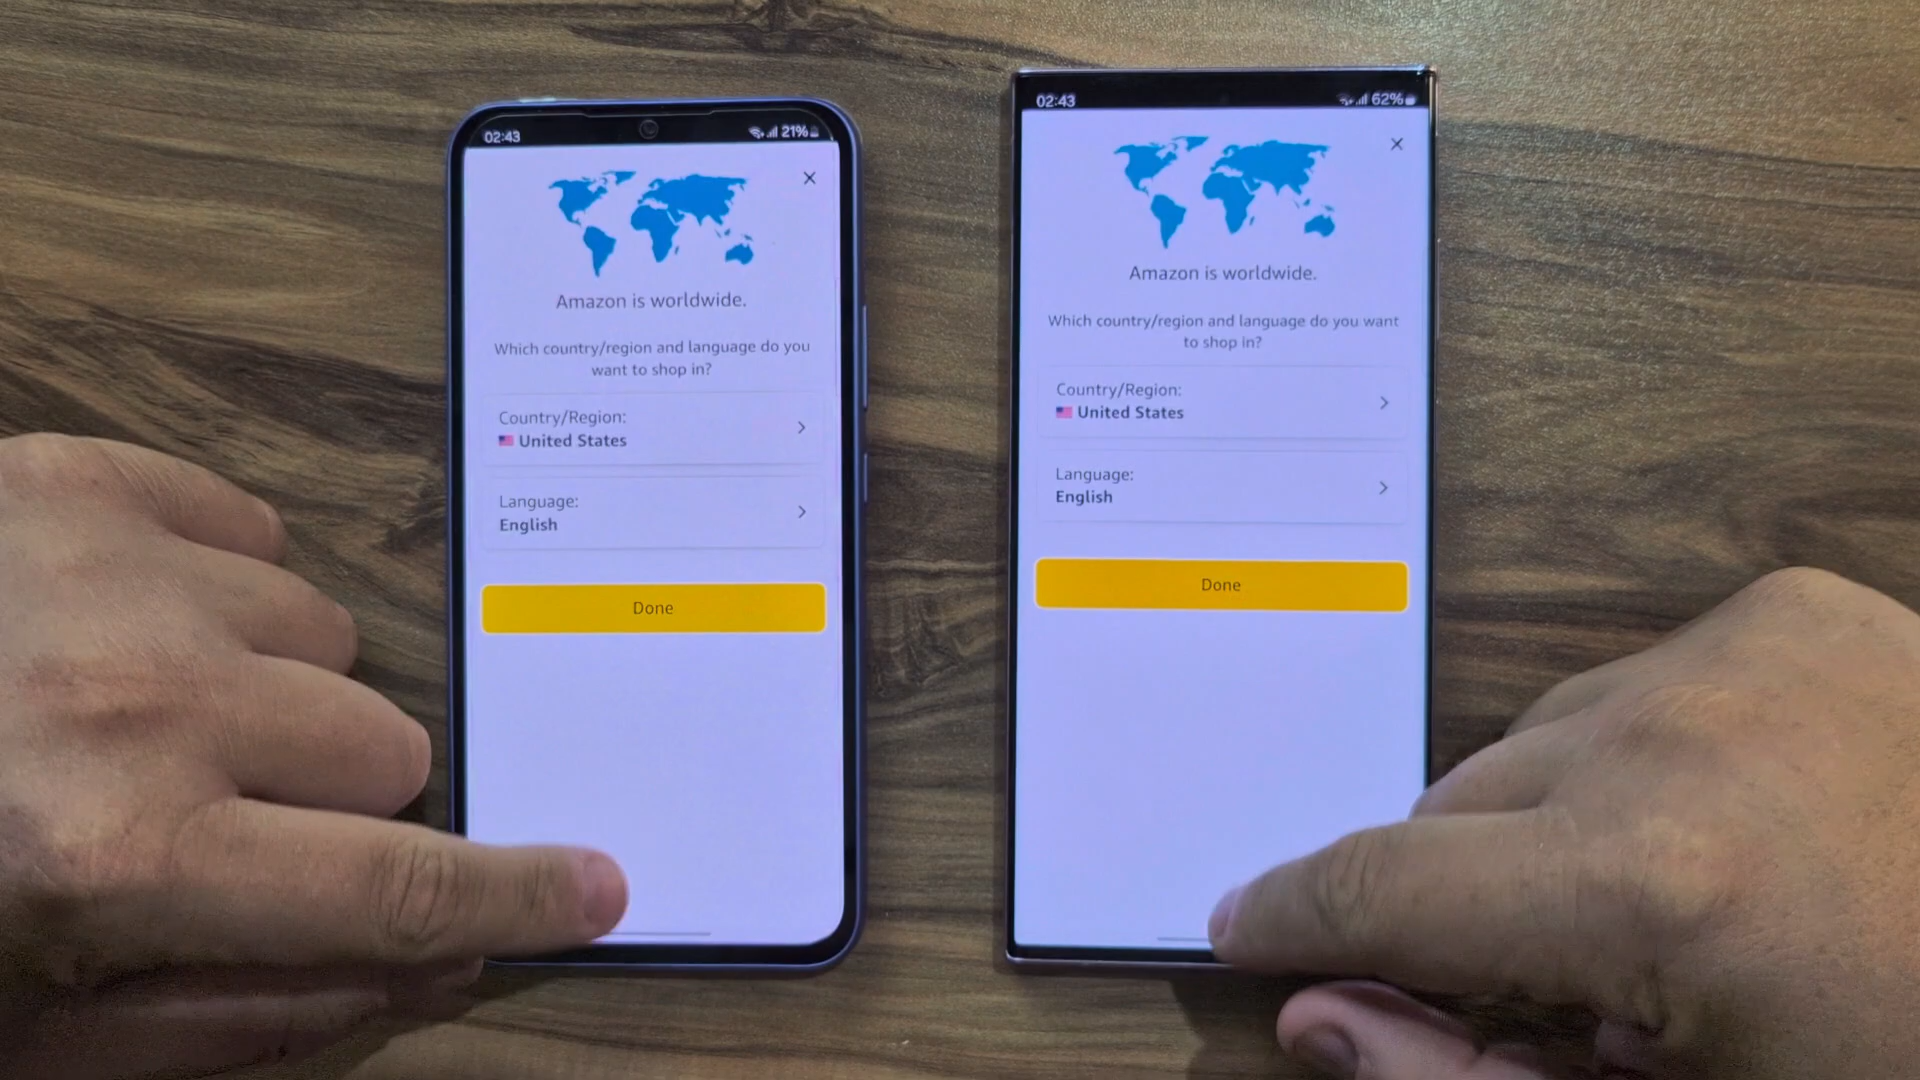 02:43
21%
Amazon is worldwide.
Which country/region and language do you
want to shop in?
Country/Region:
United States
Language:
English
Done
02:43
62%
Amazon is worldwide.
Which country/region and language do you want
to shop in?
Country/Region:
United States
Language:
English
Done